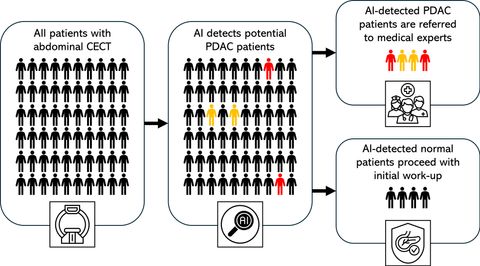 All patients with
abdominal CECT
AI detects potential
PDAC patients
AI
AI-detected PDAC
patients are referred
to medical experts
AI-detected normal
patients proceed with
initial work-up